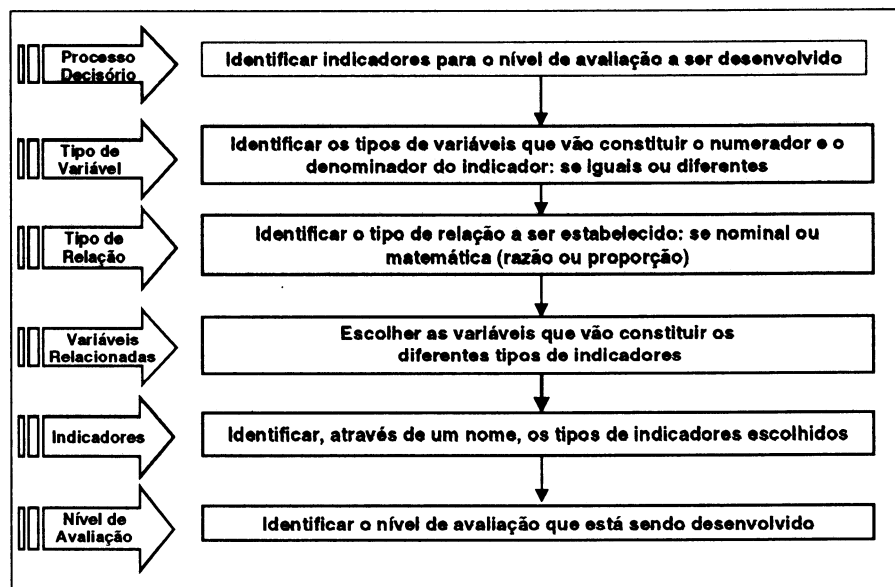 Processo
Decisório
Identificar indicadores para o nível de avaliação a ser desenvolvido
Tipo de
Variável
Identificar os tipos de variáveis que vão constituir o numerador e o
denominador do indicador: se iguais ou diferentes
Tipo de
Relação
Identificar o tipo de relação a ser estabelecido: se nominal ou
matemática (razão ou proporção)
Variáveis
Relacionadas
Escolher as variáveis que vão constituir os
diferentes tipos de indicadores
Indicadores
Identificar, através de um nome, os tipos de indicadores escolhidos
Nível de
Avaliação
Identificar o nível de avaliação que está sendo desenvolvido